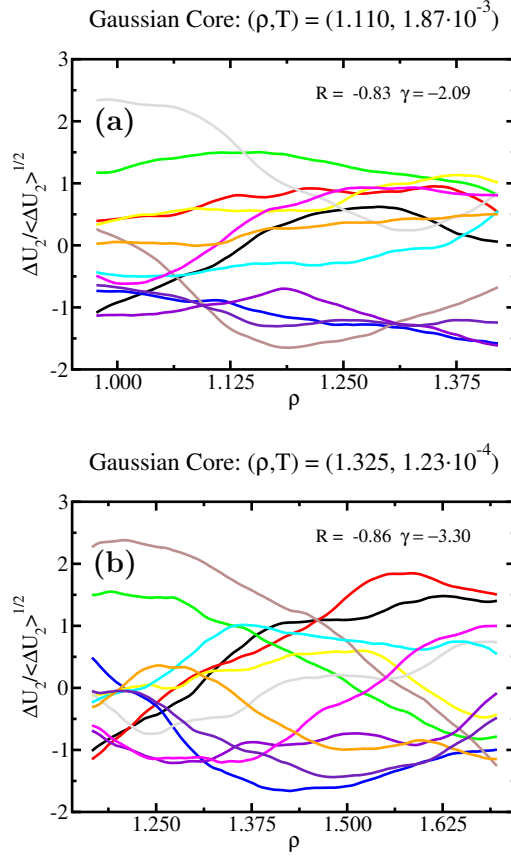 Gaussian Core: (ρ,T) = (1.110, 1.87·10⁻³)
3
R = -0.83 γ = −2.09
(a)
2
1
0
-1
-2
ΔU₂/<ΔU₂>^1/2
1.000 1.125 1.250 1.375
ρ
Gaussian Core: (ρ,T) = (1.325, 1.23·10⁻⁴)
3
R = -0.86 γ = −3.30
(b)
2
1
0
-1
-2
ΔU₂/<ΔU₂>^1/2
1.250 1.375 1.500 1.625
ρ